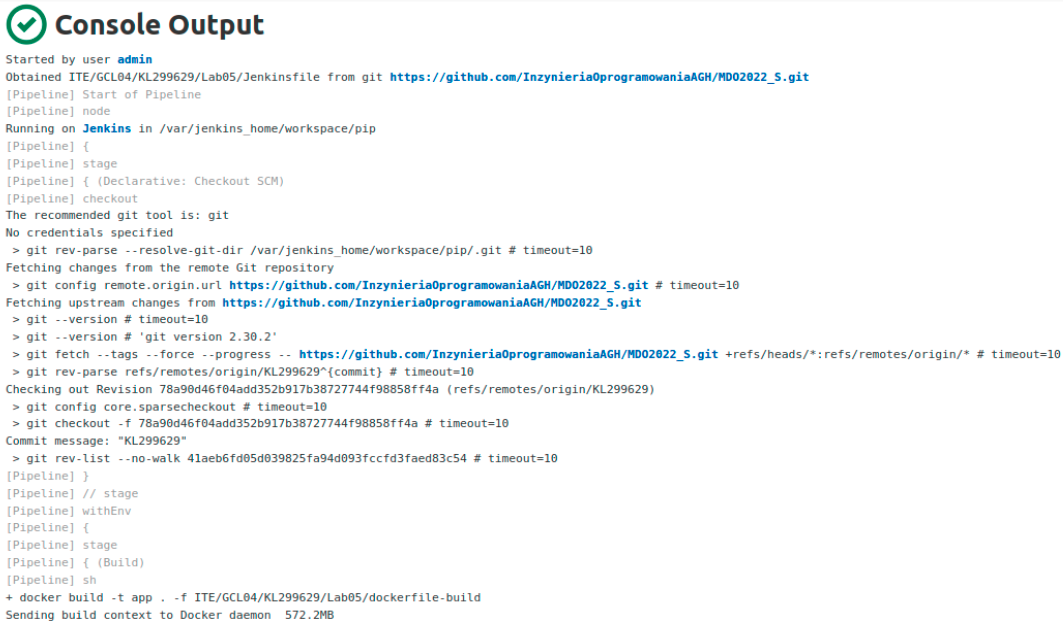 Console Output
Started by user admin
Obtained ITE/GCL04/KL299629/Lab05/Jenkinsfile from git https://github.com/InzynieriaOprogramowaniaAGH/MDO2022_S.git
[Pipeline] Start of Pipeline
[Pipeline] node
Running on Jenkins in /var/jenkins_home/workspace/pip
[Pipeline] {
[Pipeline] stage
[Pipeline] { (Declarative: Checkout SCM)
[Pipeline] checkout
The recommended git tool is: git
No credentials specified
 > git rev-parse --resolve-git-dir /var/jenkins_home/workspace/pip/.git # timeout=10
Fetching changes from the remote Git repository
 > git config remote.origin.url https://github.com/InzynieriaOprogramowaniaAGH/MDO2022_S.git # timeout=10
Fetching upstream changes from https://github.com/InzynieriaOprogramowaniaAGH/MDO2022_S.git
 > git --version # timeout=10
 > git --version # 'git version 2.30.2'
 > git fetch --tags --force --progress -- https://github.com/InzynieriaOprogramowaniaAGH/MDO2022_S.git +refs/heads/*:refs/remotes/origin/* # timeout=10
 > git rev-parse refs/remotes/origin/KL299629^{commit} # timeout=10
Checking out Revision 78a90d46f04add352b917b38727744f98858ff4a (refs/remotes/origin/KL299629)
 > git config core.sparsecheckout # timeout=10
 > git checkout -f 78a90d46f04add352b917b38727744f98858ff4a # timeout=10
Commit message: "KL299629"
 > git rev-list --no-walk 41aeb6fd05d039825fa94d093fccfd3faed83c54 # timeout=10
[Pipeline] }
[Pipeline] // stage
[Pipeline] withEnv
[Pipeline] {
[Pipeline] stage
[Pipeline] { (Build)
[Pipeline] sh
+ docker build -t app . -f ITE/GCL04/KL299629/Lab05/dockerfile-build
Sending build context to Docker daemon  572.2MB